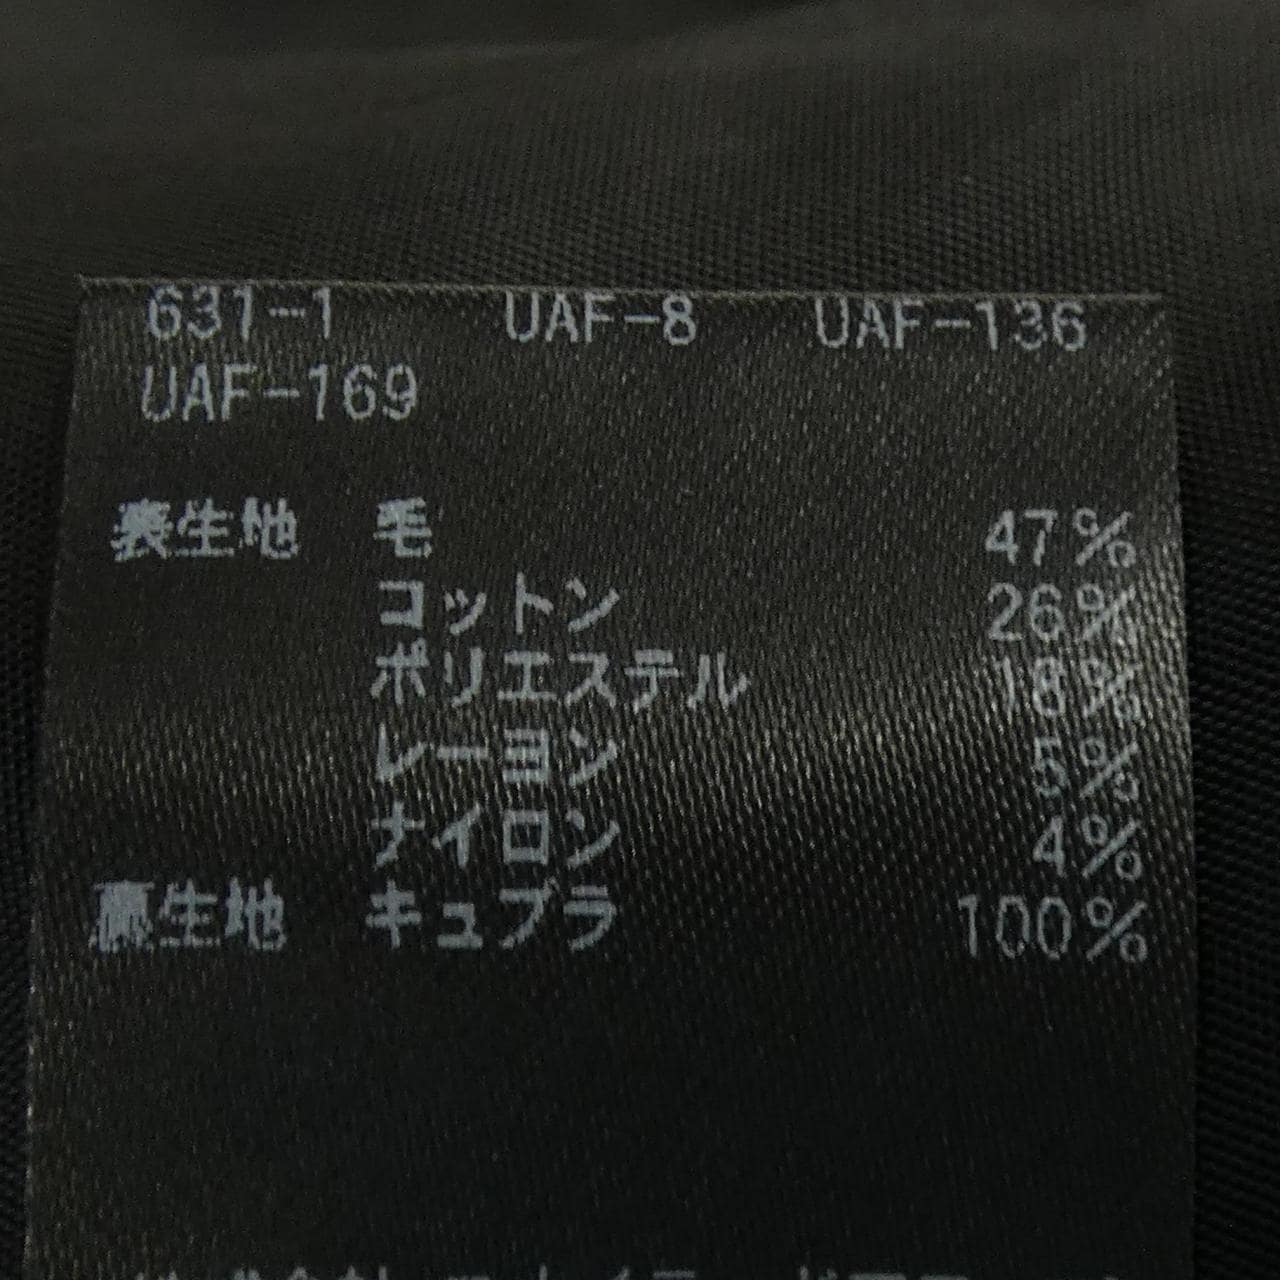 631-1 UAF-8 UAF-136
UAF-169
表生地 毛 47%
コットン 26%
ポリエステル 18%
レーヨン 5%
ナイロン 4%
裏生地 キュプラ 100%